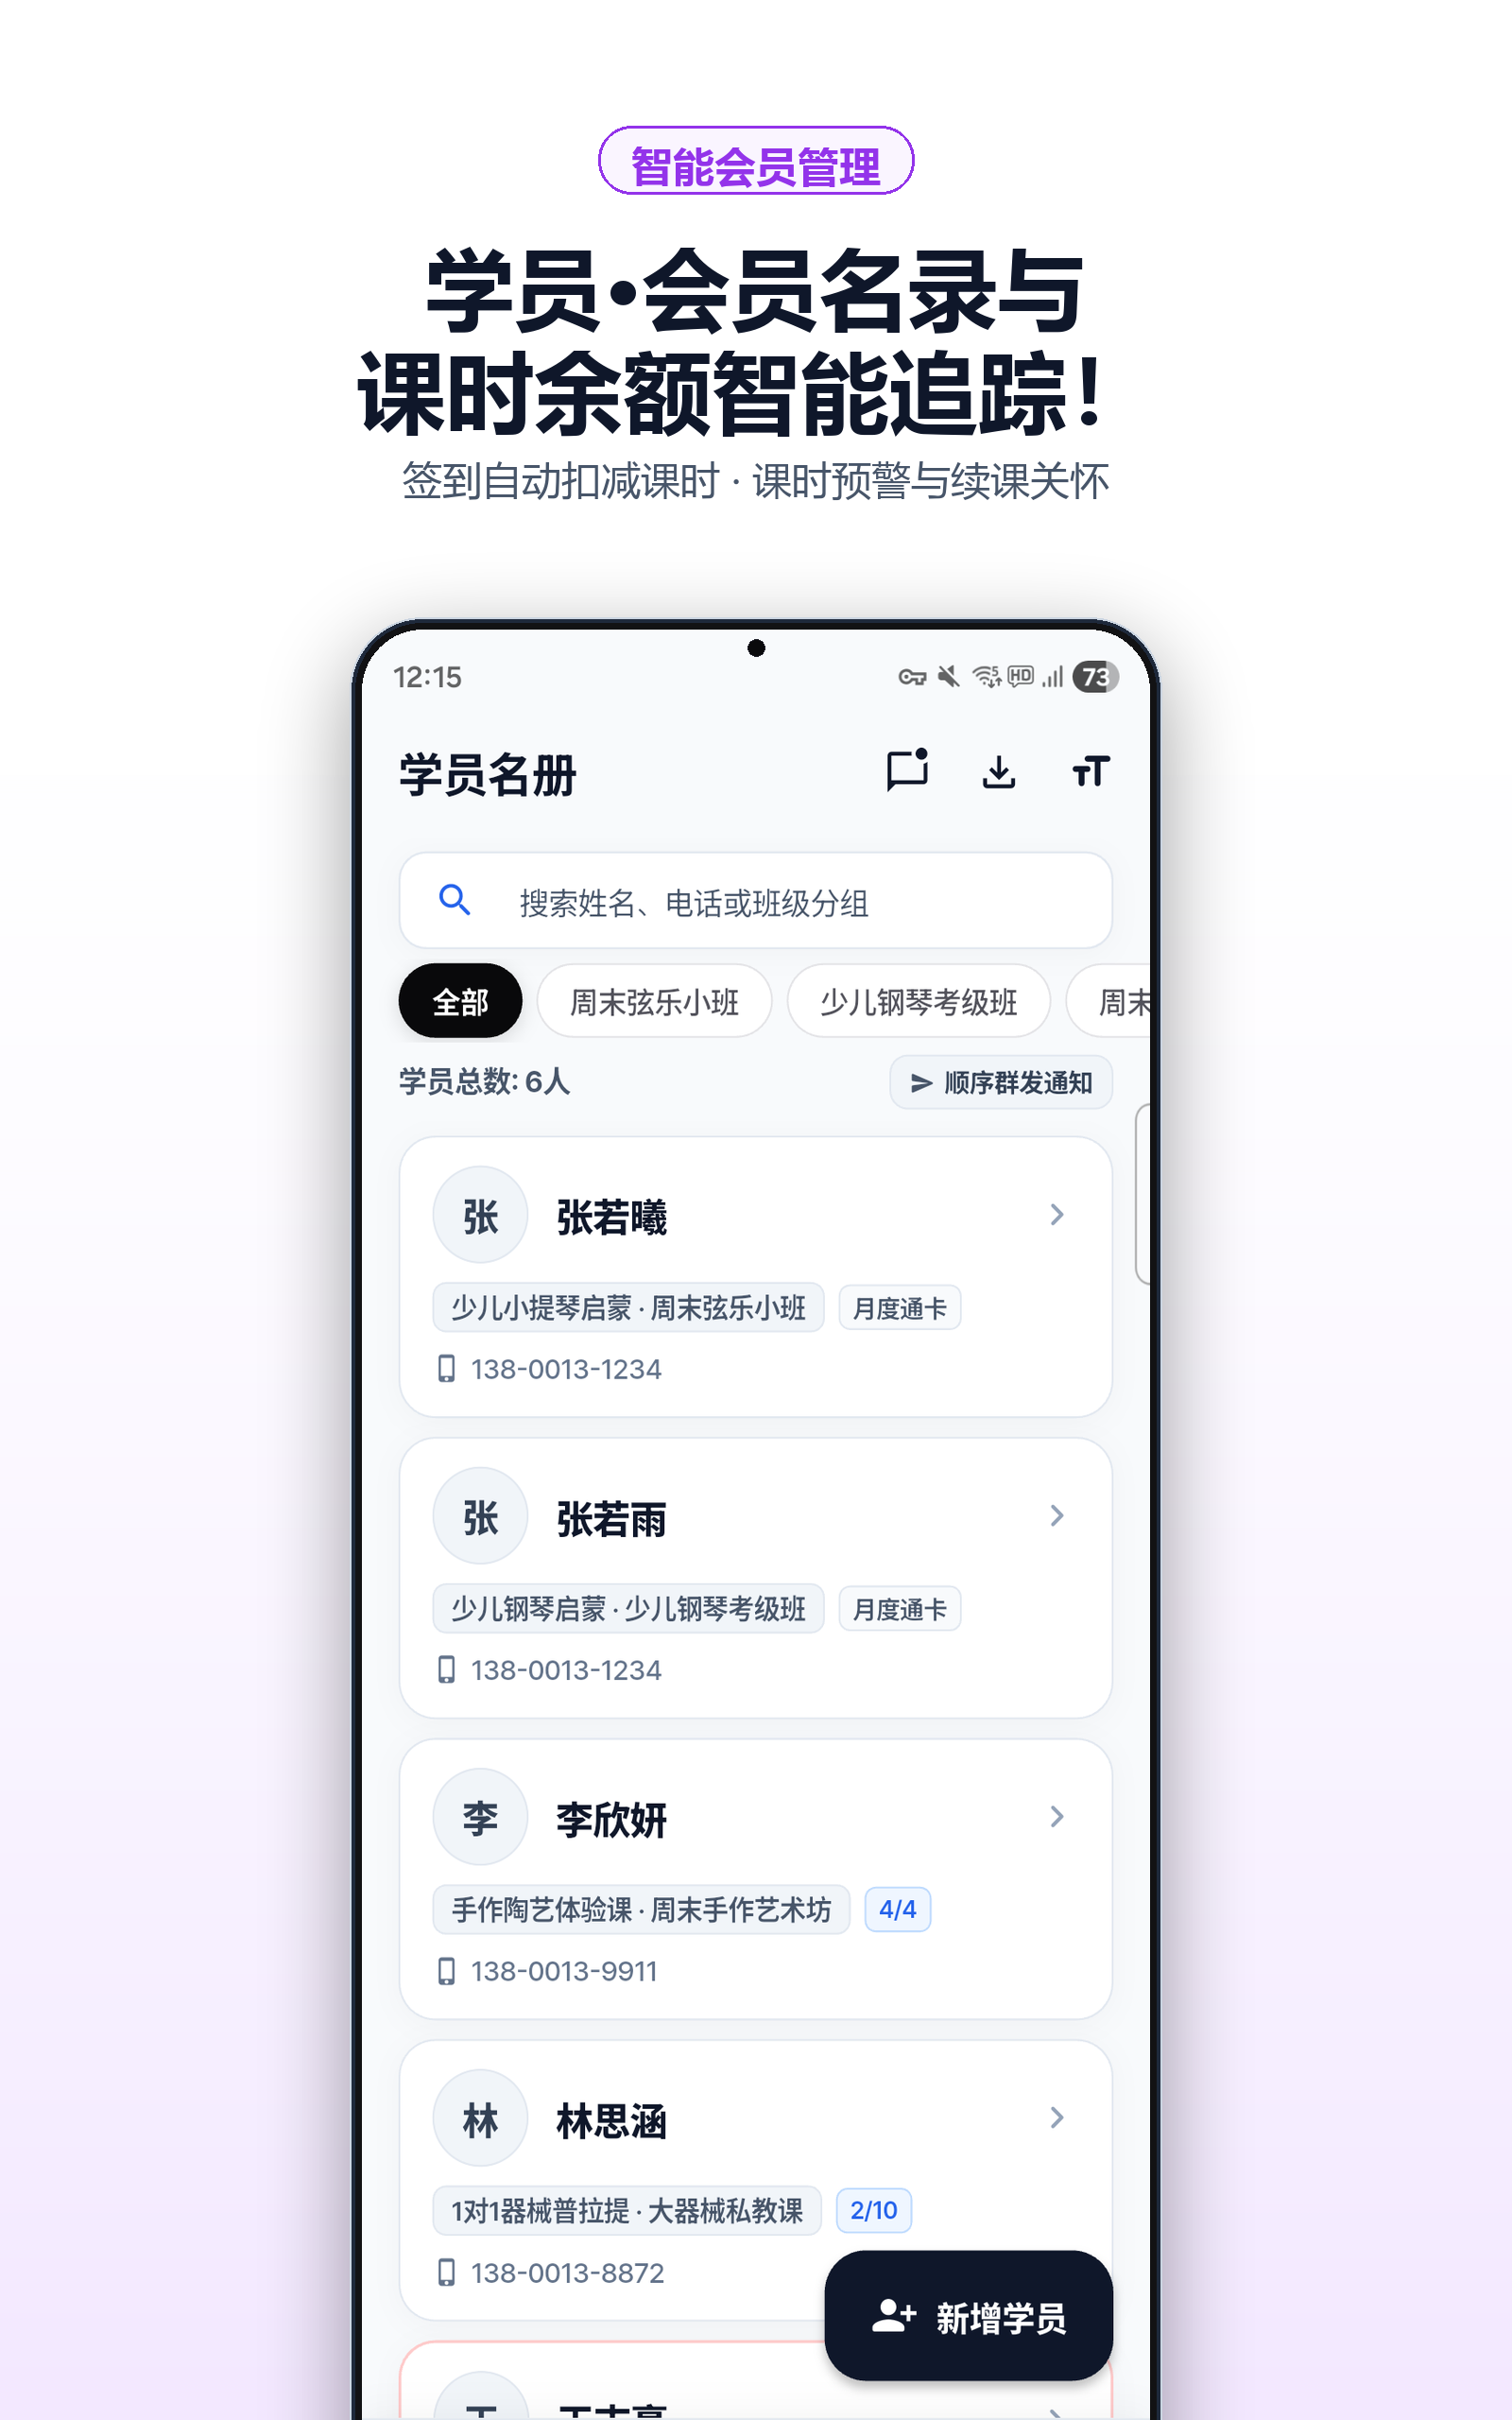 智能会员管理
学员•会员名录与
课时余额智能追踪！
签到自动扣减课时 · 课时预警与续课关怀
12:15
5
HD
73
学员名册
搜索姓名、电话或班级分组
全部
周末弦乐小班
少儿钢琴考级班
周末
学员总数: 6人
顺序群发通知
张
张若曦
少儿小提琴启蒙 · 周末弦乐小班
月度通卡
138-0013-1234
张
张若雨
少儿钢琴启蒙 · 少儿钢琴考级班
月度通卡
138-0013-1234
李
李欣妍
手作陶艺体验课 · 周末手作艺术坊
4/4
138-0013-9911
林
林思涵
1对1器械普拉提 · 大器械私教课
2/10
138-0013-8872
新增学员